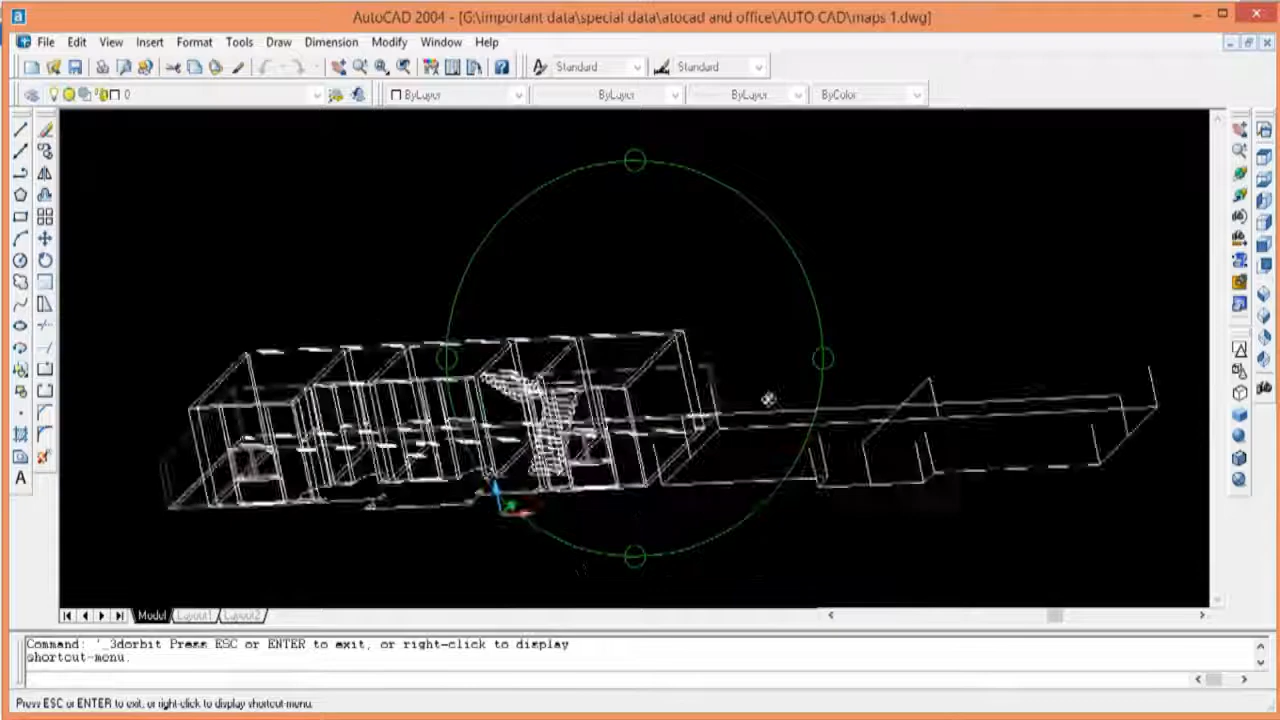 AutoCAD 2004 - [G:\important data\special data\atocad and office\AUTO CAD\maps 1.dwg]
File Edit View Insert Format Tools Draw Dimension Modify Window Help
Standard Standard
0 ByLayer ByLayer ByLayer ByColor
A
Model Layout1 Layout2
Command: '_3dorbit Press ESC or ENTER to exit, or right-click to display
shortcut-menu.
Press ESC or ENTER to exit, or right-click to display shortcut-menu.